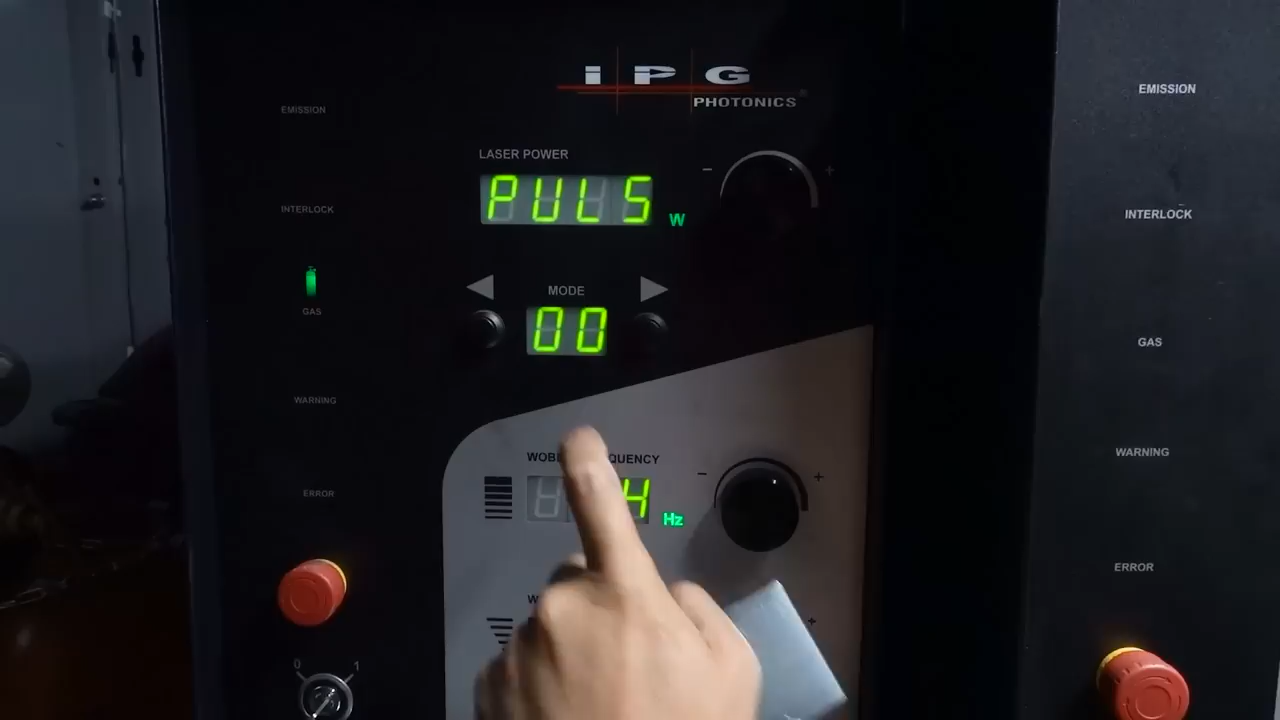 IPG
PHOTONICS
EMISSION
LASER POWER
- +
PULS W
INTERLOCK
MODE
00
GAS
WARNING
- +
4 Hz
ERROR
+
0 1
EMISSION
INTERLOCK
GAS
WARNING
ERROR